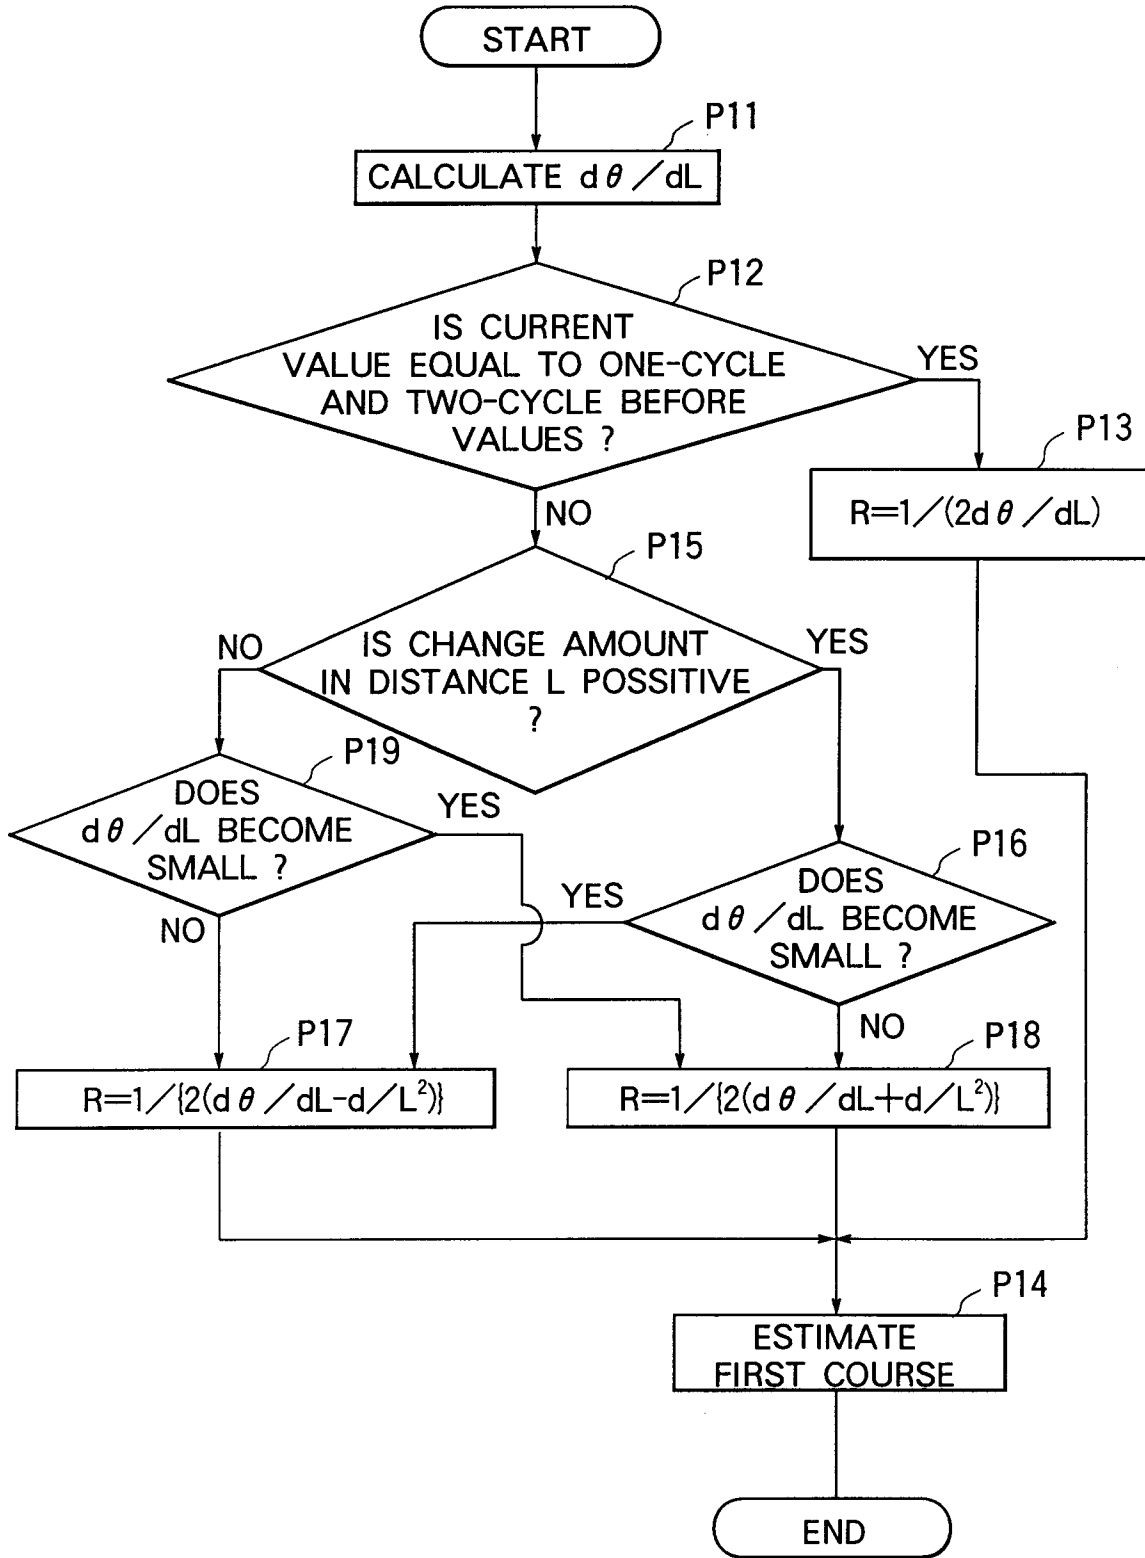 START
P11
CALCULATE dθ/dL
P12
IS CURRENT
VALUE EQUAL TO ONE-CYCLE
AND TWO-CYCLE BEFORE
VALUES ?
YES
P13
R=1/(2dθ/dL)
NO
P15
IS CHANGE AMOUNT
IN DISTANCE L POSSITIVE
?
NO
YES
P19
DOES
dθ/dL BECOME
SMALL ?
YES
NO
P16
DOES
dθ/dL BECOME
SMALL ?
YES
NO
P17
R=1/{2(dθ/dL-d/L²)}
P18
R=1/{2(dθ/dL+d/L²)}
P14
ESTIMATE
FIRST COURSE
END